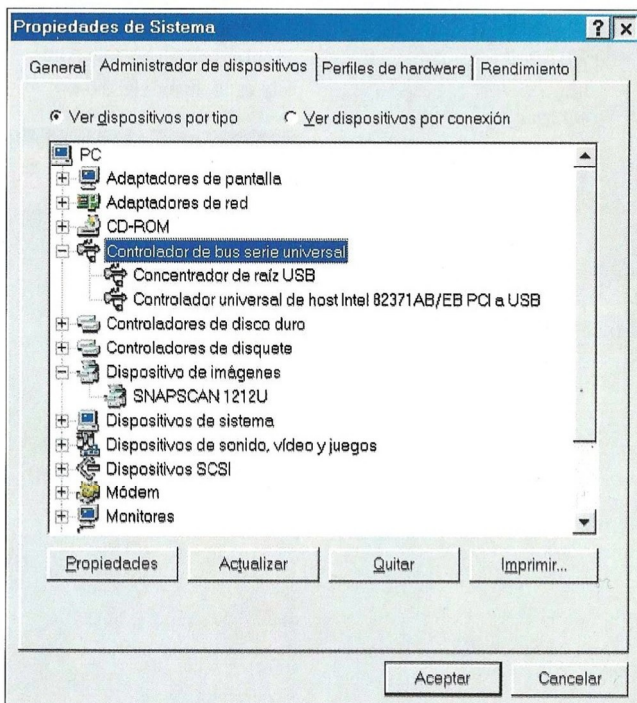 Propiedades de Sistema
General Administrador de dispositivos Perfiles de hardware Rendimiento
Ver dispositivos por tipo Ver dispositivos por conexión
PC
Adaptadores de pantalla
Adaptadores de red
CD-ROM
Controlador de bus serie universal
Concentrador de raíz USB
Controlador universal de host Intel 82371AB/EB PCI a USB
Controladores de disco duro
Controladores de disquete
Dispositivo de imágenes
SNAPSCAN 1212U
Dispositivos de sistema
Dispositivos de sonido, vídeo y juegos
Dispositivos SCSI
Módem
Monitores
Propiedades Actualizar Quitar Imprimir...
Aceptar Cancelar